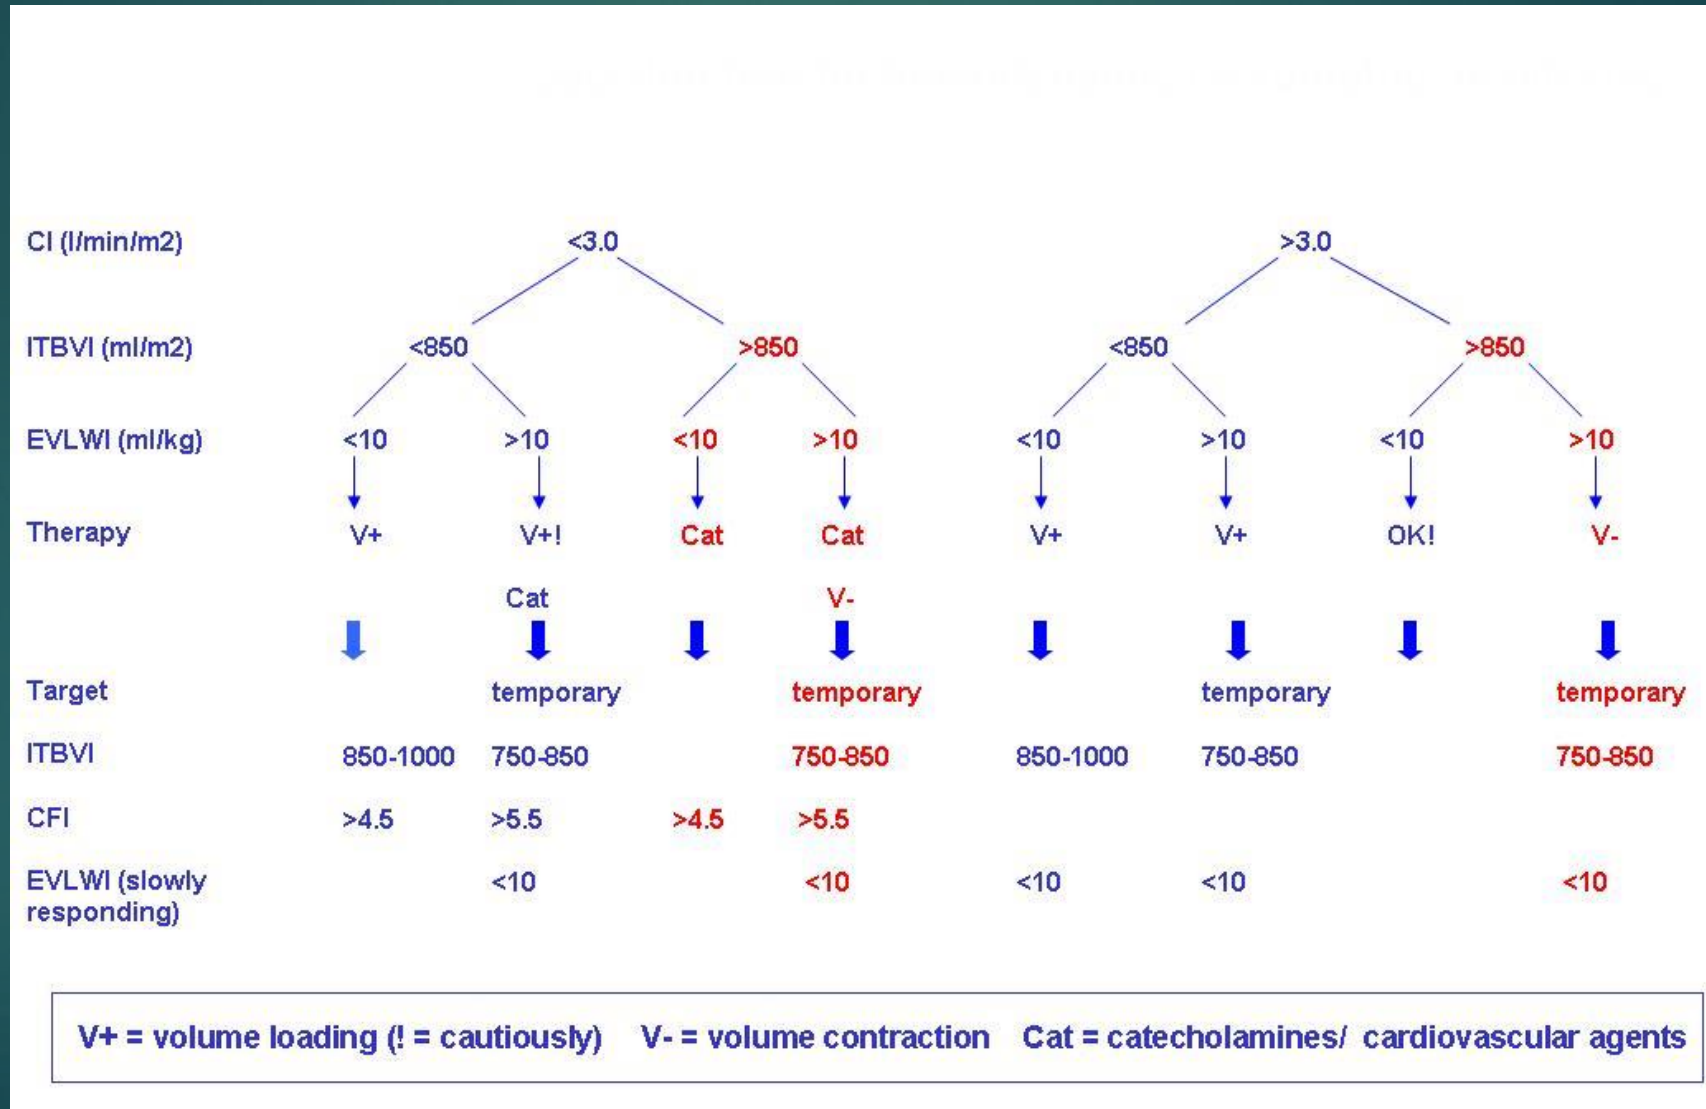 CI (l/min/m2) <3.0 >3.0
ITBVI (ml/m2) <850 >850 <850 >850
EVLWI (ml/kg) <10 >10 <10 >10 <10 >10 <10 >10
Therapy V+ V+! Cat Cat V+ V+ OK! V-
Cat V-
Target temporary temporary temporary temporary
ITBVI 850-1000 750-850 750-850 850-1000 750-850 750-850
CFI >4.5 >5.5 >4.5 >5.5
EVLWI (slowly <10 <10 <10 <10 <10
responding)
V+ = volume loading (! = cautiously) V- = volume contraction Cat = catecholamines/ cardiovascular agents